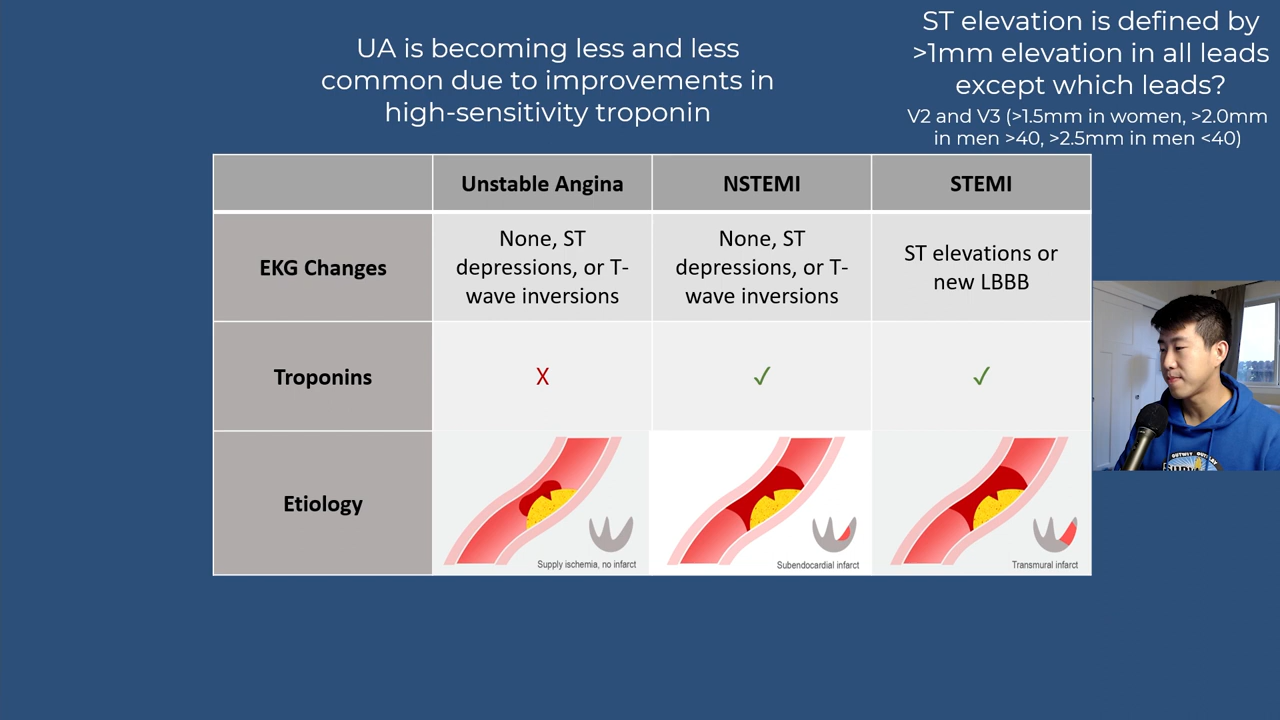 UA is becoming less and less
common due to improvements in
high-sensitivity troponin
ST elevation is defined by
>1mm elevation in all leads
except which leads?
V2 and V3 (>1.5mm in women, >2.0mm
in men >40, >2.5mm in men <40)
Unstable Angina
NSTEMI
STEMI
EKG Changes
None, ST
depressions, or T-
wave inversions
None, ST
depressions, or T-
wave inversions
ST elevations or
new LBBB
Troponins
X
✓
✓
Etiology
Supply ischemia, no infarct
Subendocardial infarct
Transmural infarct